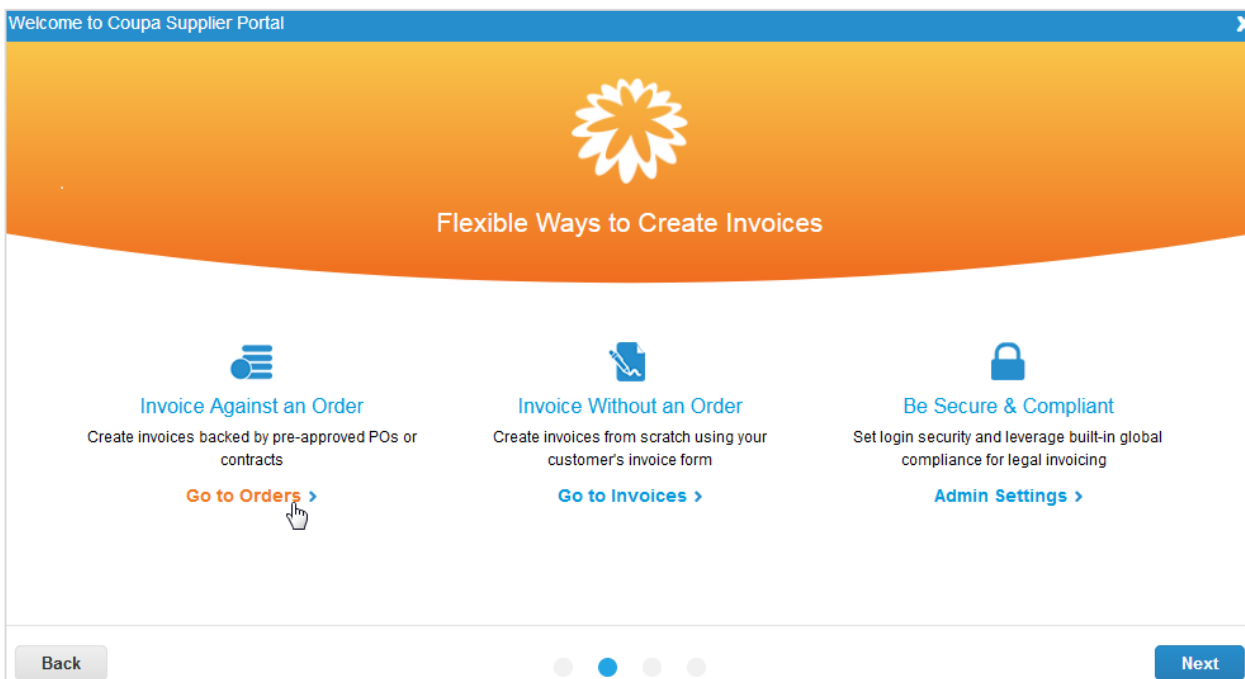 Welcome to Coupa Supplier Portal
Flexible Ways to Create Invoices
Invoice Against an Order
Create invoices backed by pre-approved POs or
contracts
Go to Orders >
Invoice Without an Order
Create invoices from scratch using your
customer's invoice form
Go to Invoices >
Be Secure & Compliant
Set login security and leverage built-in global
compliance for legal invoicing
Admin Settings >
Back
Next